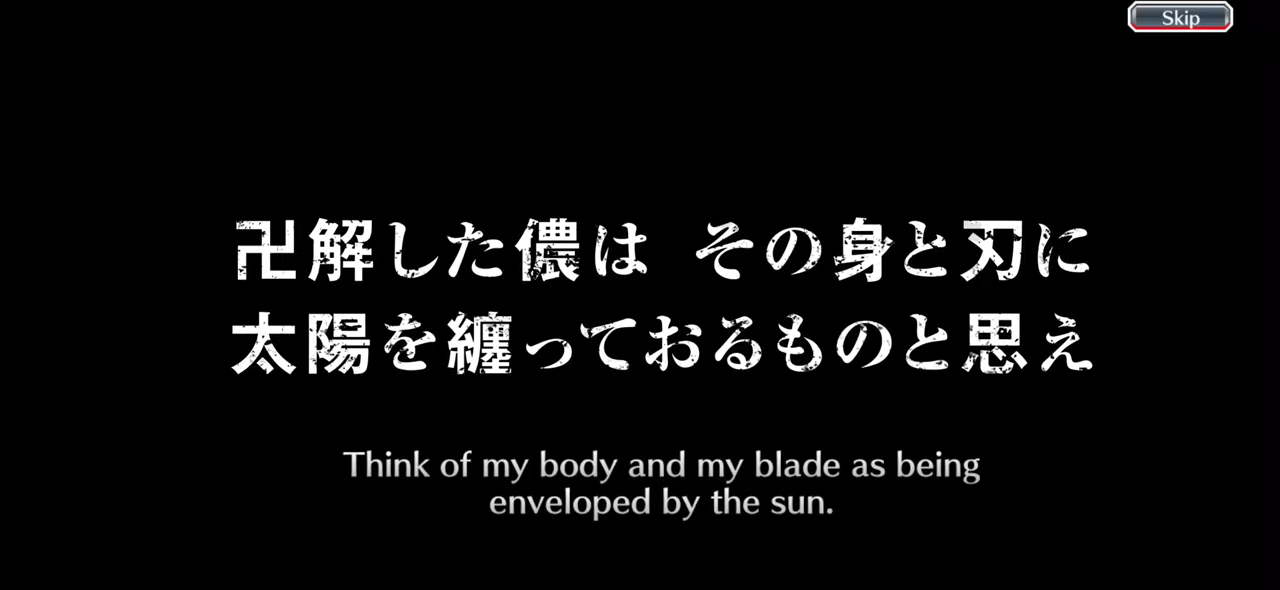 Skip
卍解した儂は その身と刃に
太陽を纏っておるものと思え
Think of my body and my blade as being
enveloped by the sun.